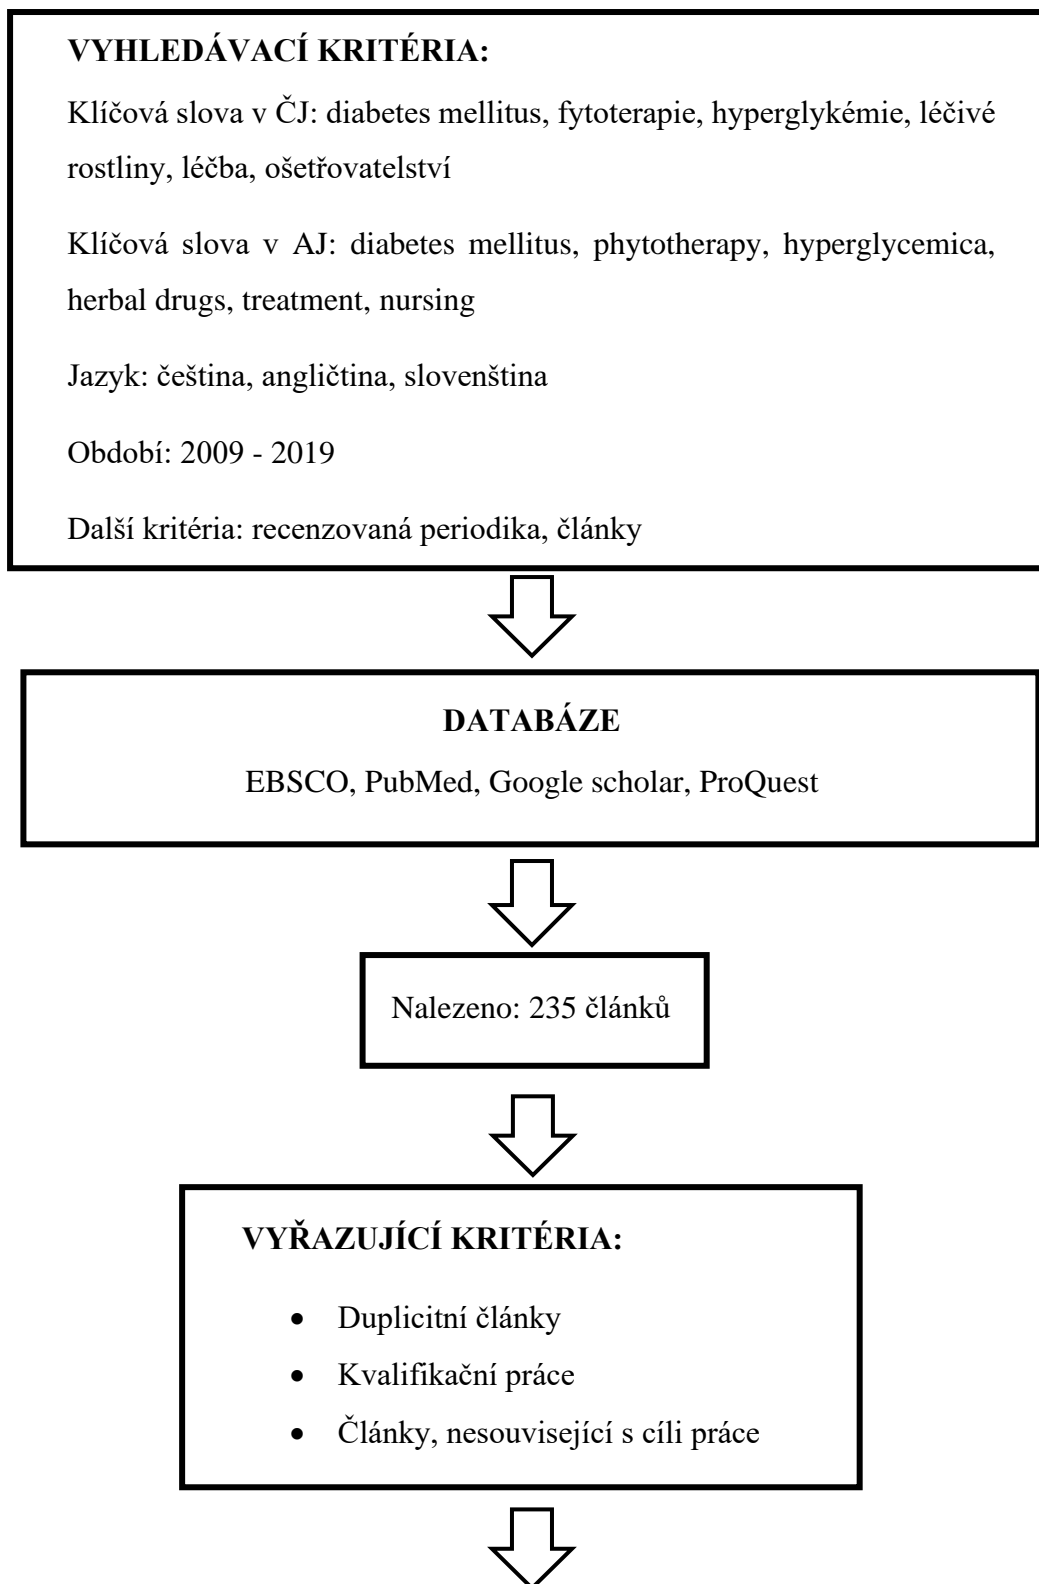 VYHLEDÁVACÍ KRITÉRIA:
Klíčová slova v ČJ: diabetes mellitus, fytoterapie, hyperglykémie, léčivé
rostliny, léčba, ošetřovatelství
Klíčová slova v AJ: diabetes mellitus, phytotherapy, hyperglycemica,
herbal drugs, treatment, nursing
Jazyk: čeština, angličtina, slovenština
Období: 2009 - 2019
Další kritéria: recenzovaná periodika, články
DATABÁZE
EBSCO, PubMed, Google scholar, ProQuest
Nalezeno: 235 článků
VYŘAZUJÍCÍ KRITÉRIA:
• Duplicitní články
• Kvalifikační práce
• Články, nesouvisející s cíli práce